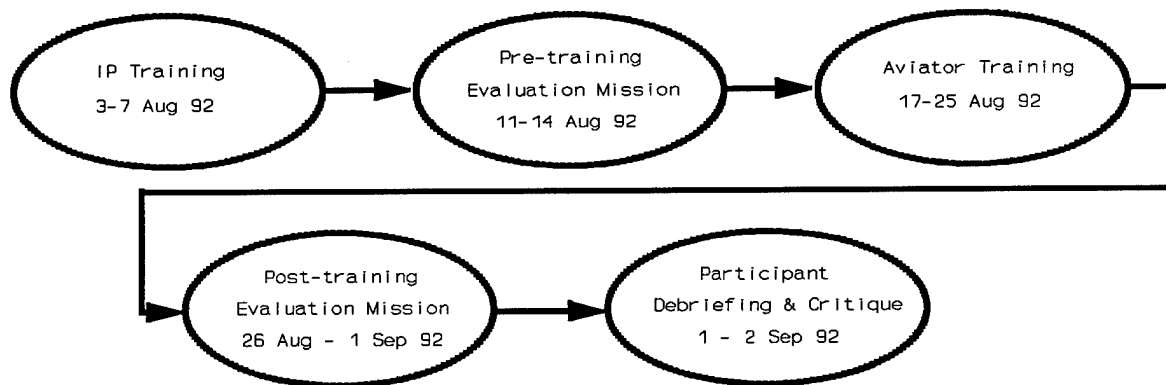 IP Training
3-7 Aug 92
Pre-training
Evaluation Mission
11-14 Aug 92
Aviator Training
17-25 Aug 92
Post-training
Evaluation Mission
26 Aug - 1 Sep 92
Participant
Debriefing & Critique
1 - 2 Sep 92